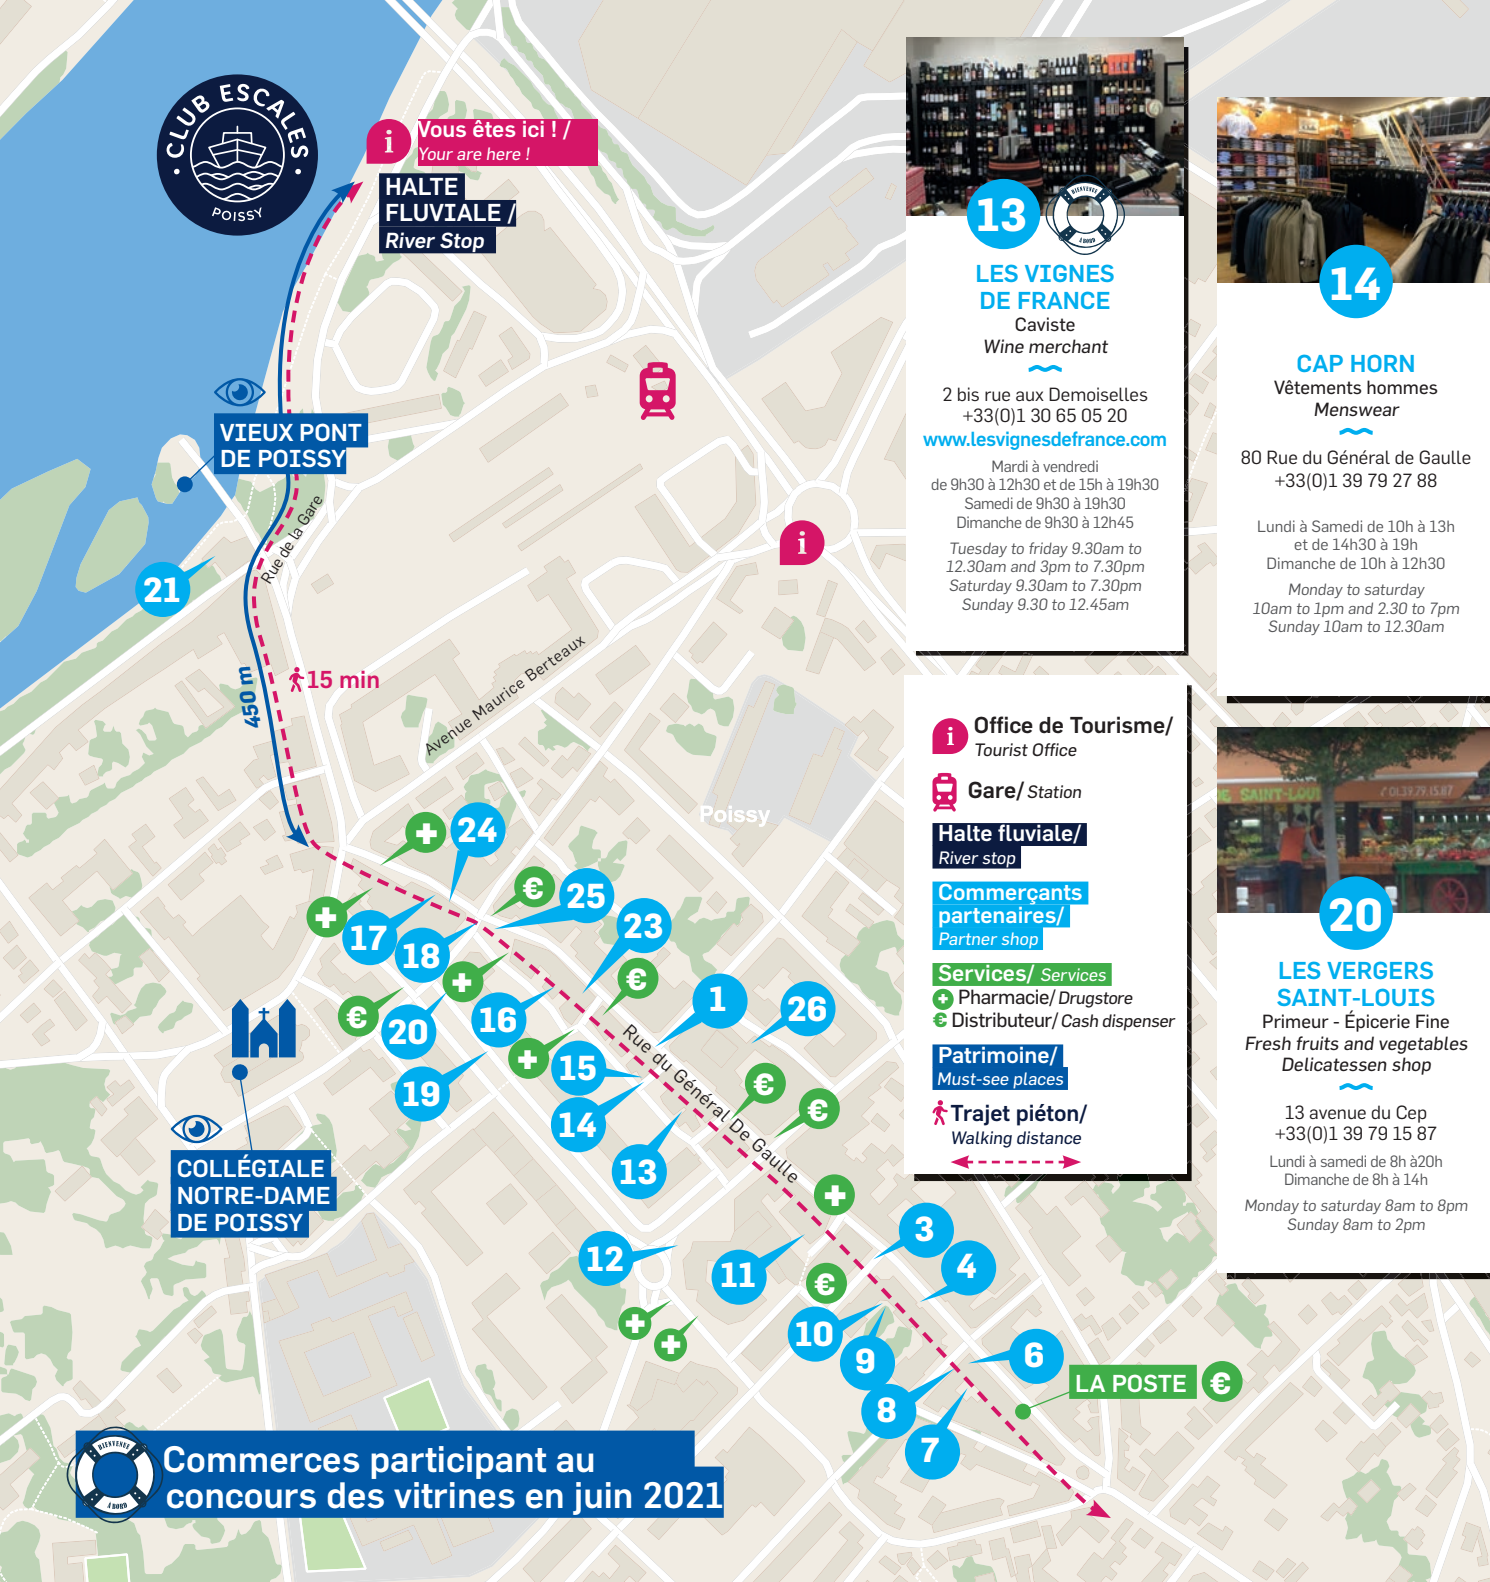 CLUB ESCALES
POISSY
i
Vous êtes ici ! /
Your are here !
HALTE
FLUVIALE /
River Stop
VIEUX PONT
DE POISSY
Rue de la Gare
21
450 m
15 min
Avenue Maurice Berteaux
i
Poissy
24
25
23
17
18
€
€
€
20
16
1
26
19
15
14
13
€
€
Rue du Général De Gaulle
COLLÉGIALE
NOTRE-DAME
DE POISSY
12
11
3
4
€
10
9
6
8
7
LA POSTE €
BIENVENUE
À BORD
Commerces participant au
concours des vitrines en juin 2021
13
BIENVENUE
À BORD
LES VIGNES
DE FRANCE
Caviste
Wine merchant
2 bis rue aux Demoiselles
+33(0)1 30 65 05 20
www.lesvignesdefrance.com
Mardi à vendredi
de 9h30 à 12h30 et de 15h à 19h30
Samedi de 9h30 à 19h30
Dimanche de 9h30 à 12h45
Tuesday to friday 9.30am to
12.30am and 3pm to 7.30pm
Saturday 9.30am to 7.30pm
Sunday 9.30 to 12.45am
14
CAP HORN
Vêtements hommes
Menswear
80 Rue du Général de Gaulle
+33(0)1 39 79 27 88
Lundi à Samedi de 10h à 13h
et de 14h30 à 19h
Dimanche de 10h à 12h30
Monday to saturday
10am to 1pm and 2.30 to 7pm
Sunday 10am to 12.30am
i
Office de Tourisme/
Tourist Office
Gare/ Station
Halte fluviale/
River stop
Commerçants
partenaires/
Partner shop
Services/ Services
Pharmacie/ Drugstore
€ Distributeur/ Cash dispenser
Patrimoine/
Must-see places
Trajet piéton/
Walking distance
SAINT-LOUIS
01.39.79.15.87
20
LES VERGERS
SAINT-LOUIS
Primeur - Épicerie Fine
Fresh fruits and vegetables
Delicatessen shop
13 avenue du Cep
+33(0)1 39 79 15 87
Lundi à samedi de 8h à20h
Dimanche de 8h à 14h
Monday to saturday 8am to 8pm
Sunday 8am to 2pm